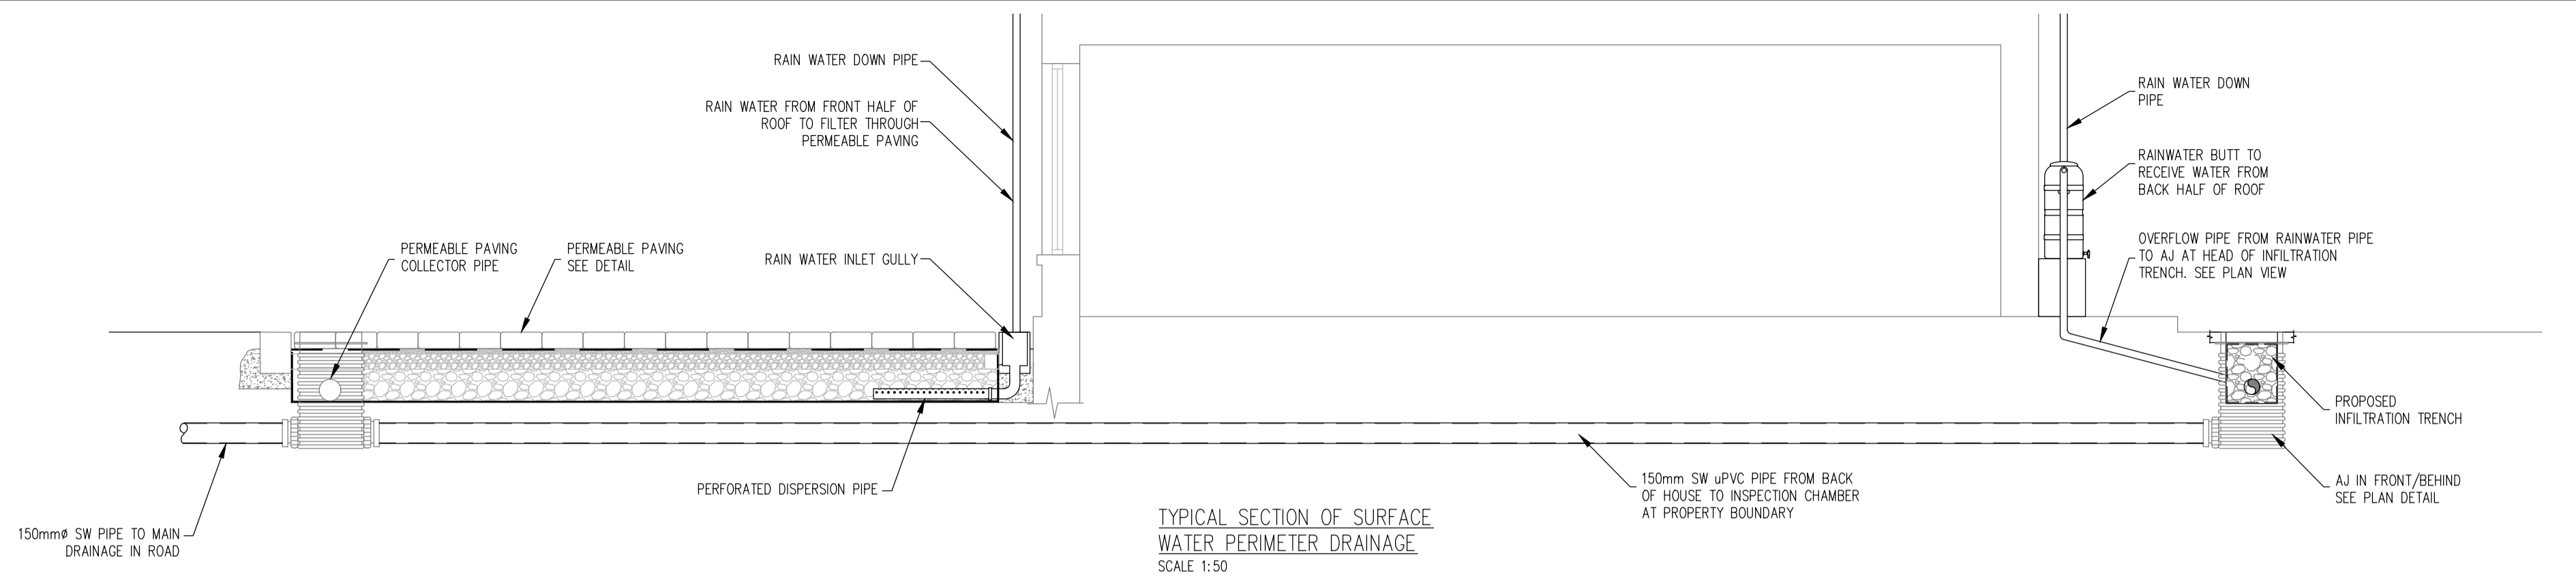 RAIN WATER DOWN PIPE
RAIN WATER FROM FRONT HALF OF
ROOF TO FILTER THROUGH
PERMEABLE PAVING
PERMEABLE PAVING
COLLECTOR PIPE
PERMEABLE PAVING
SEE DETAIL
RAIN WATER INLET GULLY
RAIN WATER DOWN
PIPE
RAINWATER BUTT TO
RECEIVE WATER FROM
BACK HALF OF ROOF
OVERFLOW PIPE FROM RAINWATER PIPE
TO AJ AT HEAD OF INFILTRATION
TRENCH. SEE PLAN VIEW
PROPOSED
INFILTRATION TRENCH
AJ IN FRONT/BEHIND
SEE PLAN DETAIL
PERFORATED DISPERSION PIPE
150mm SW uPVC PIPE FROM BACK
OF HOUSE TO INSPECTION CHAMBER
AT PROPERTY BOUNDARY
150mmø SW PIPE TO MAIN
DRAINAGE IN ROAD
TYPICAL SECTION OF SURFACE
WATER PERIMETER DRAINAGE
SCALE 1:50